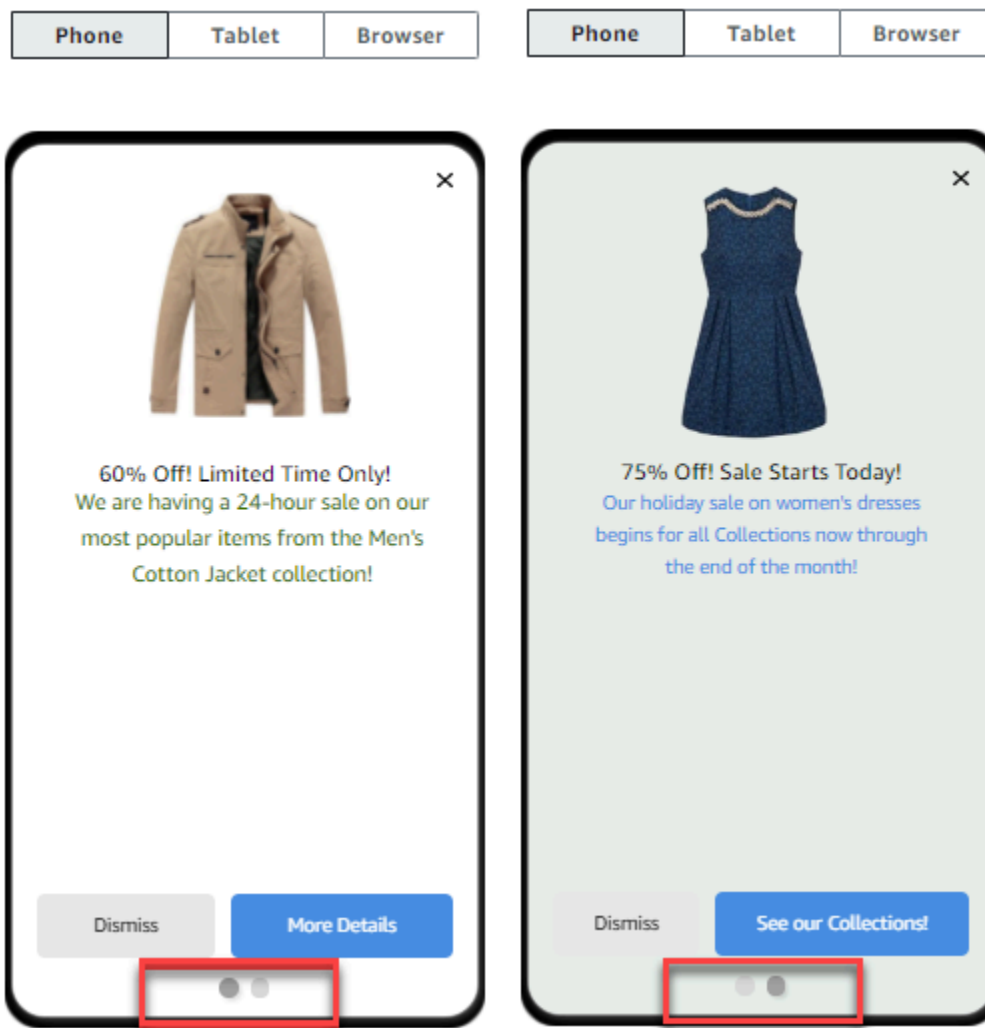 Phone Tablet Browser
60% Off! Limited Time Only!
We are having a 24-hour sale on our
most popular items from the Men's
Cotton Jacket collection!
Dismiss More Details
Phone Tablet Browser
75% Off! Sale Starts Today!
Our holiday sale on women's dresses
begins for all Collections now through
the end of the month!
Dismiss See our Collections!